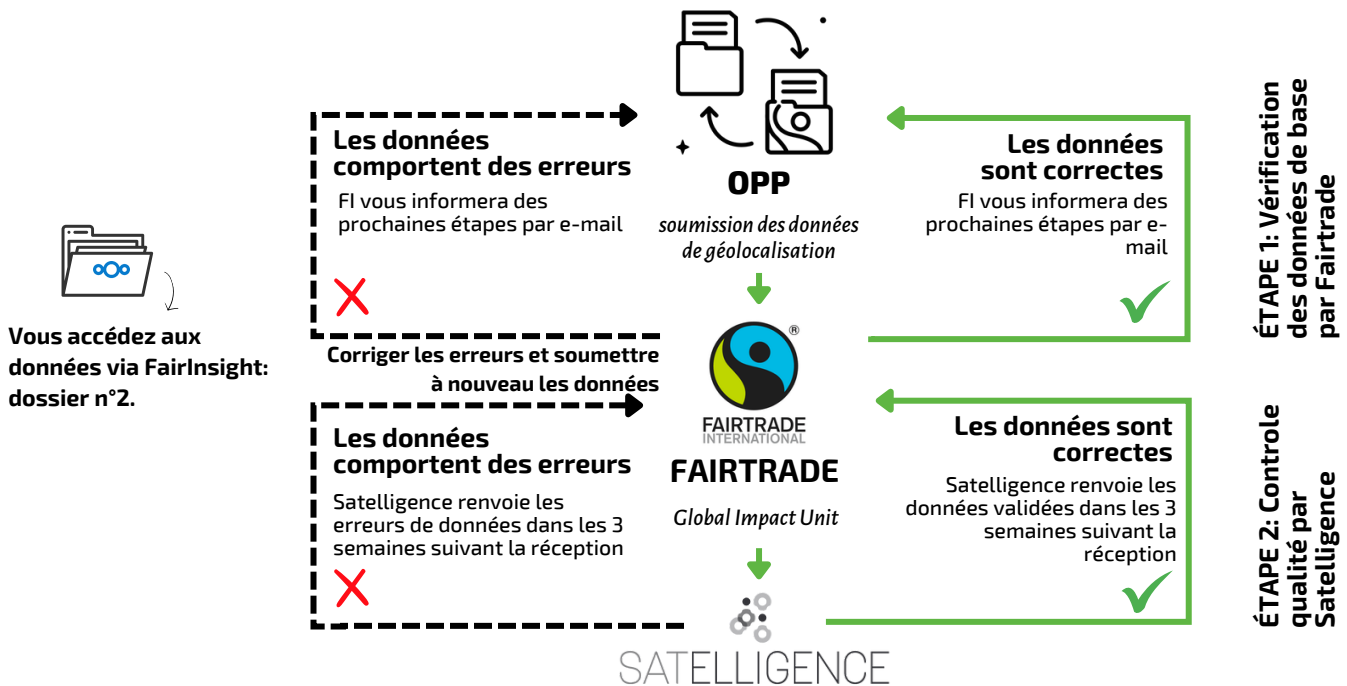 Vous accédez aux
données via FairInsight:
dossier n°2.
Les données
comportent des erreurs
FI vous informera des
prochaines étapes par e-mail
OPP
soumission des données
de géolocalisation
Les données
sont correctes
FI vous informera des
prochaines étapes par e-
mail
ÉTAPE 1: Vérification
des données de base
par Fairtrade
Corriger les erreurs et soumettre
à nouveau les données
®
FAIRTRADE
INTERNATIONAL
FAIRTRADE
Global Impact Unit
Les données
comportent des erreurs
Satelligence renvoie les
erreurs de données dans les 3
semaines suivant la réception
Les données sont
correctes
Satelligence renvoie les
données validées dans les 3
semaines suivant la
réception
ÉTAPE 2: Controle
qualité par
Satelligence
SATELLIGENCE